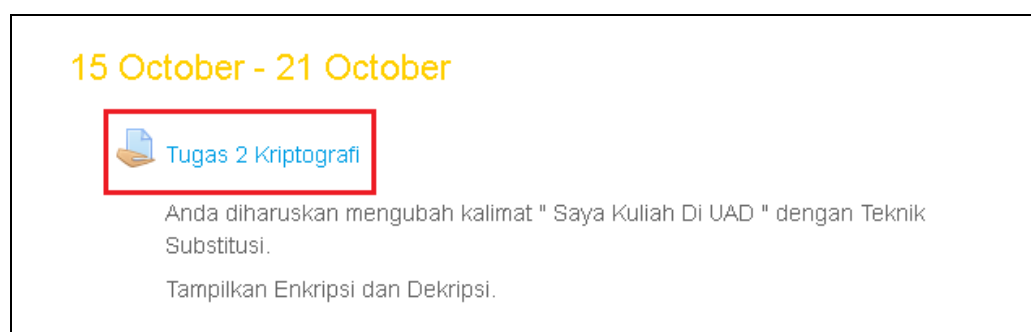 15 October - 21 October
Tugas 2 Kriptografi
Anda diharuskan mengubah kalimat " Saya Kuliah Di UAD " dengan Teknik
Substitusi.
Tampilkan Enkripsi dan Dekripsi.